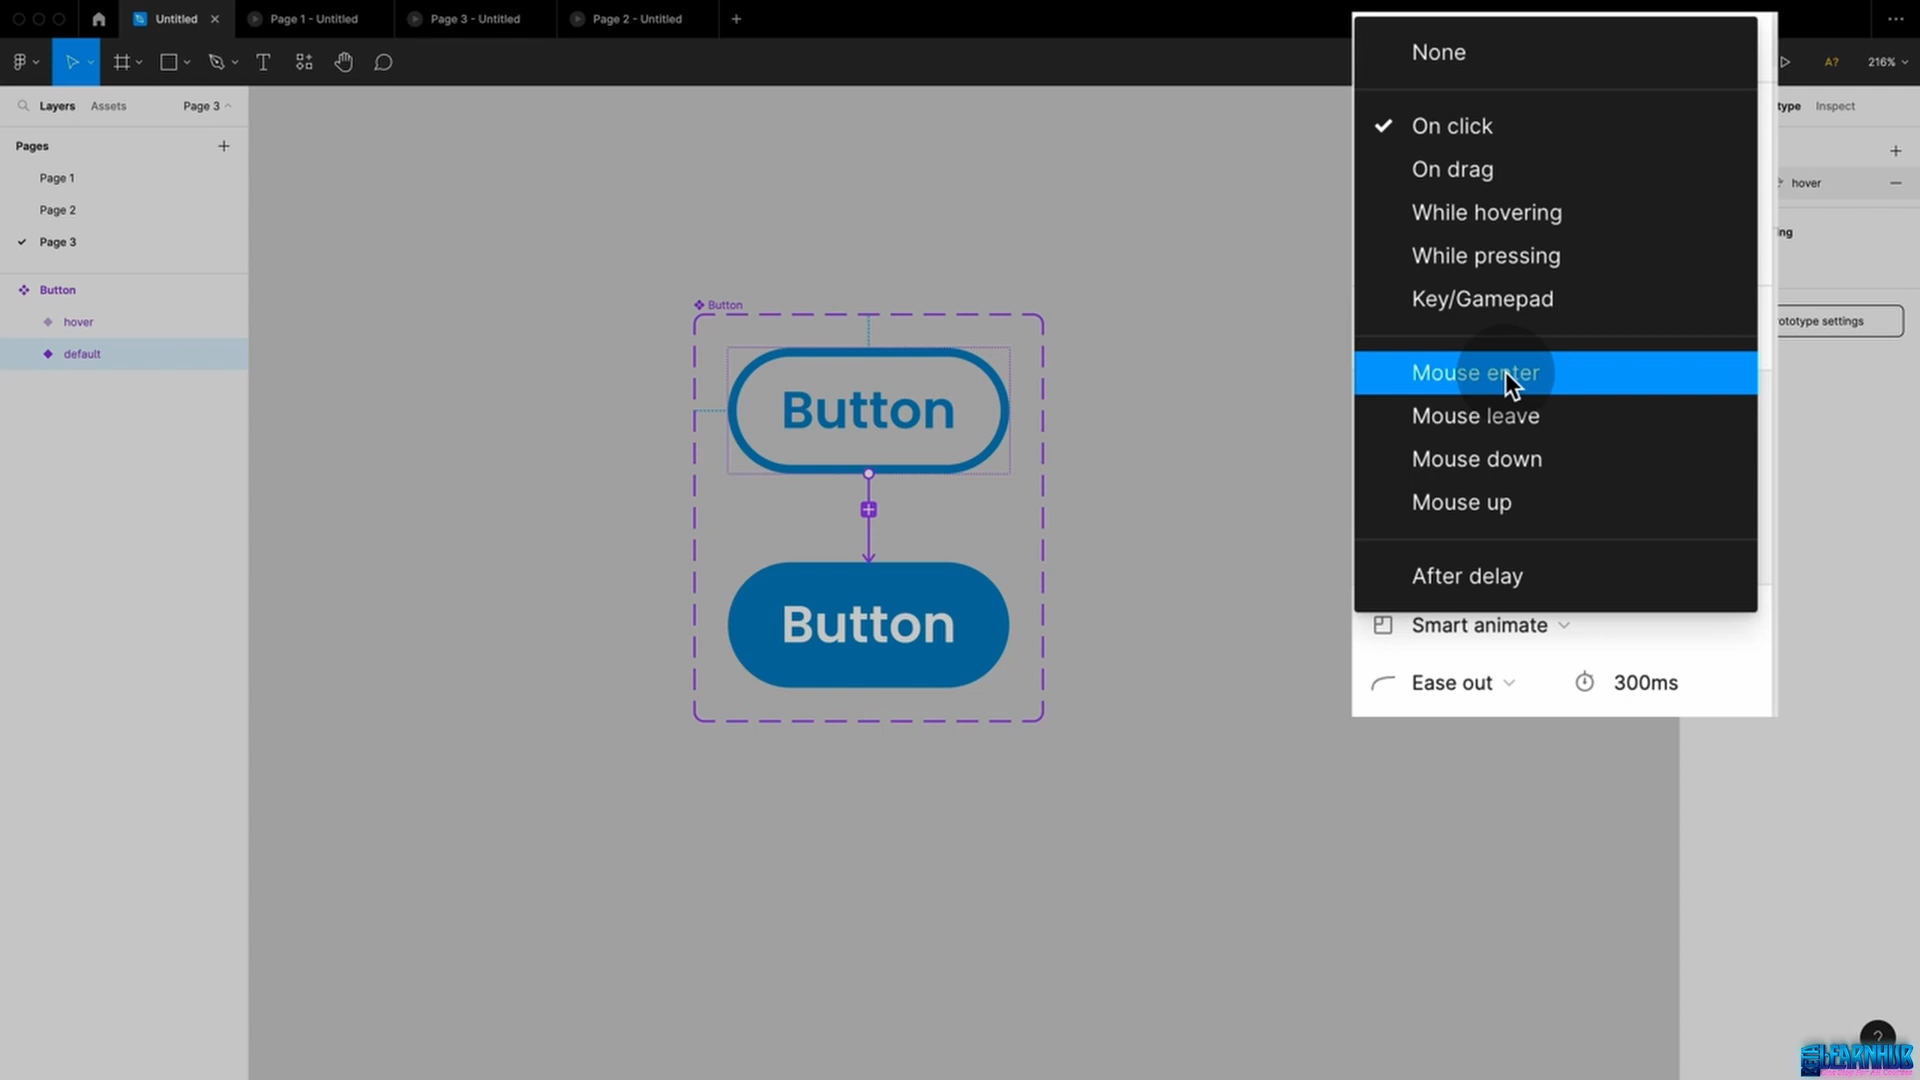 Untitled
Page 1 - Untitled
Page 3 - Untitled
Page 2 - Untitled
A?
216%
Layers
Assets
Page 3
Pages
Page 1
Page 2
Page 3
Button
hover
default
Button
Button
Button
None
On click
On drag
While hovering
While pressing
Key/Gamepad
Mouse enter
Mouse leave
Mouse down
Mouse up
After delay
Smart animate
Ease out
300ms
type
Inspect
hover
ng
ototype settings
?
LEARNHUB